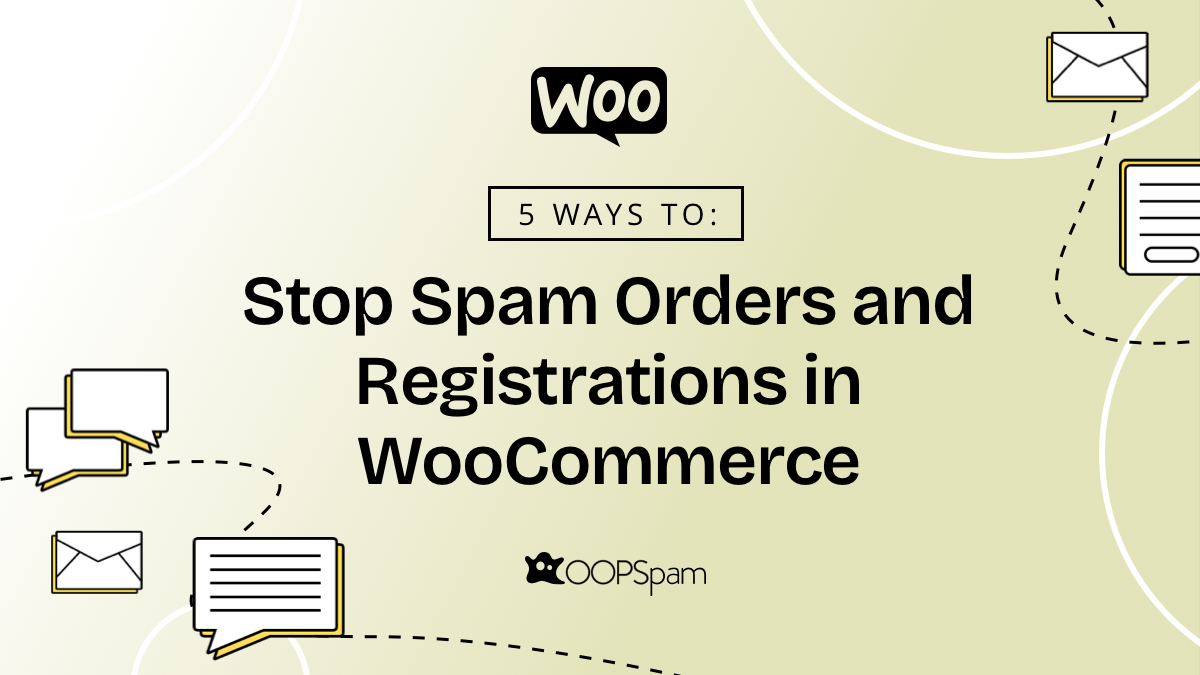 Woo
5 WAYS TO:
Stop Spam Orders and
Registrations in
WooCommerce
OOPSpam